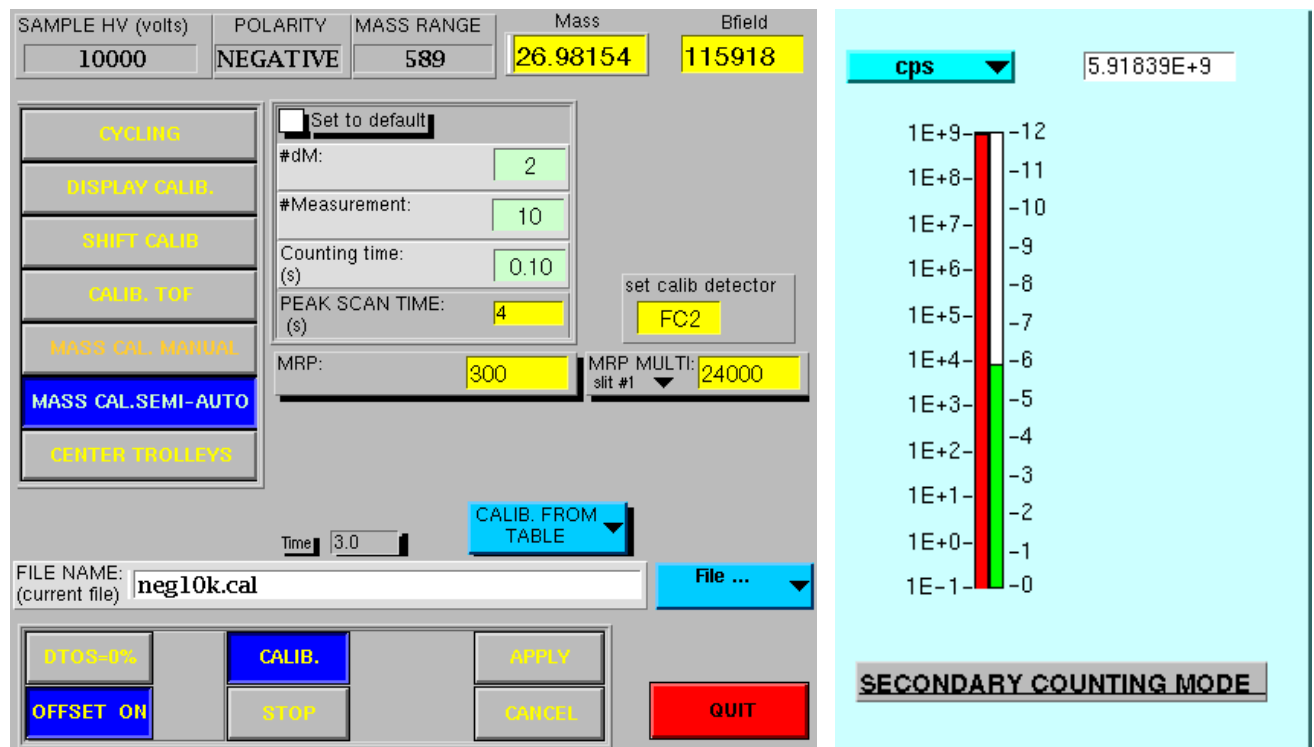 SAMPLE HV (volts) POLARITY MASS RANGE Mass Bfield
10000 NEGATIVE 589 26.98154 115918
CYCLING
DISPLAY CALIB.
SHIFT CALIB
CALIB. TOF
MASS CAL. MANUAL
MASS CAL.SEMI-AUTO
CENTER TROLLEYS
Set to default
#dM: 2
#Measurement: 10
Counting time:
(s) 0.10
PEAK SCAN TIME:
(s) 4
set calib detector
FC2
MRP: 300
MRP MULTI:
slit #1 24000
CALIB. FROM
TABLE
Time 3.0
FILE NAME:
(current file) neg10k.cal
File ...
DTOS=0% CALIB. APPLY
OFFSET ON STOP CANCEL QUIT
cps 5.91839E+9
1E+9- -12
1E+8- -11
-10
1E+7-
-9
1E+6-
-8
1E+5-
-7
1E+4- -6
1E+3- -5
-4
1E+2-
-3
1E+1-
-2
1E+0-
-1
1E-1- -0
SECONDARY COUNTING MODE